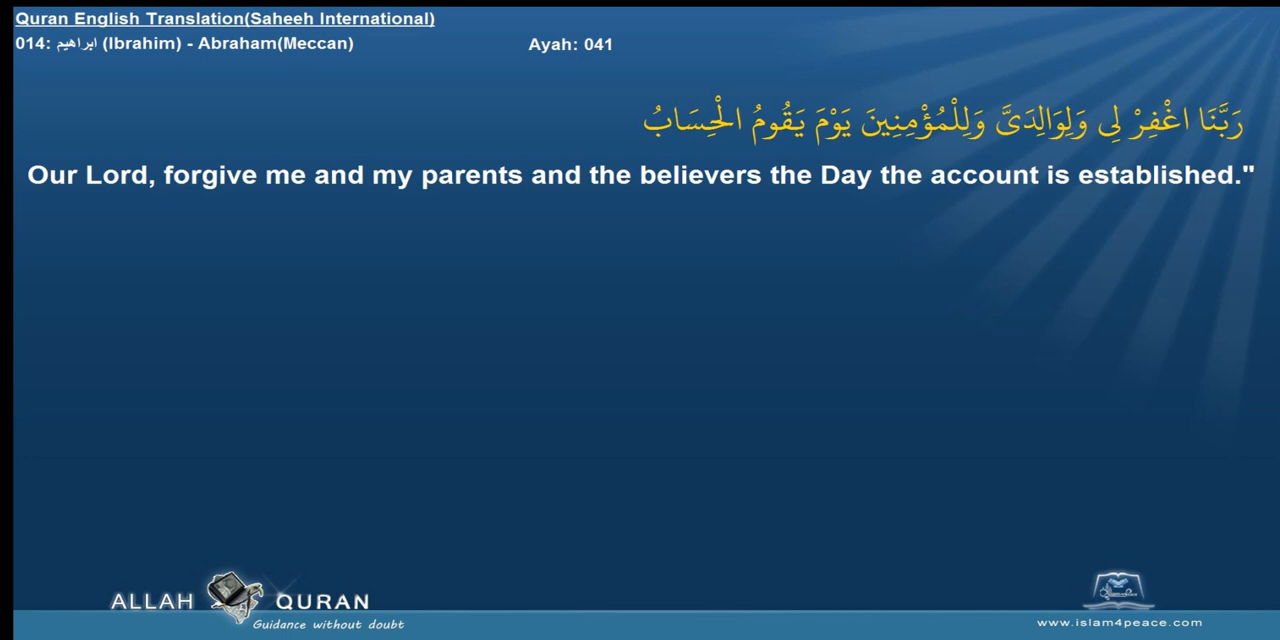 Quran English Translation(Saheeh International)
014: ابراهيم (Ibrahim) - Abraham(Meccan) Ayah: 041
رَبَّنَا اغْفِرْ لِى وَلِوَالِدَىَّ وَلِلْمُؤْمِنِينَ يَوْمَ يَقُومُ الْحِسَابُ
Our Lord, forgive me and my parents and the believers the Day the account is established."
ALLAH QURAN
Guidance without doubt
www.islam4peace.com